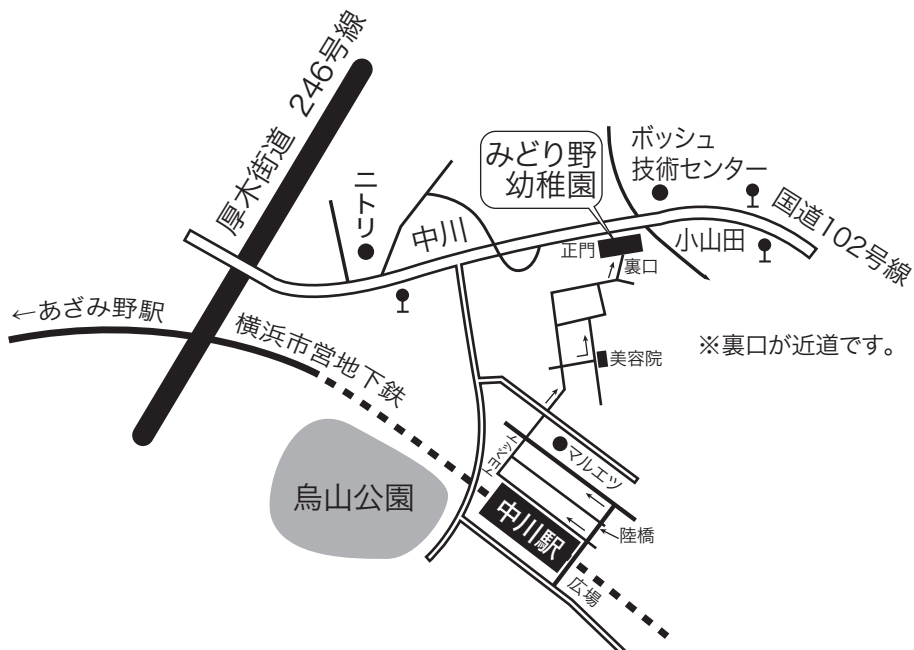 厚木街道 246号線
みどり野
幼稚園
ボッシュ
技術センター
ニトリ
中川
国道102号線
小山田
正門
裏口
←あざみ野駅
横浜市営地下鉄
※裏口が近道です。
美容院
トヨペット
マルエツ
烏山公園
中川駅
陸橋
広場